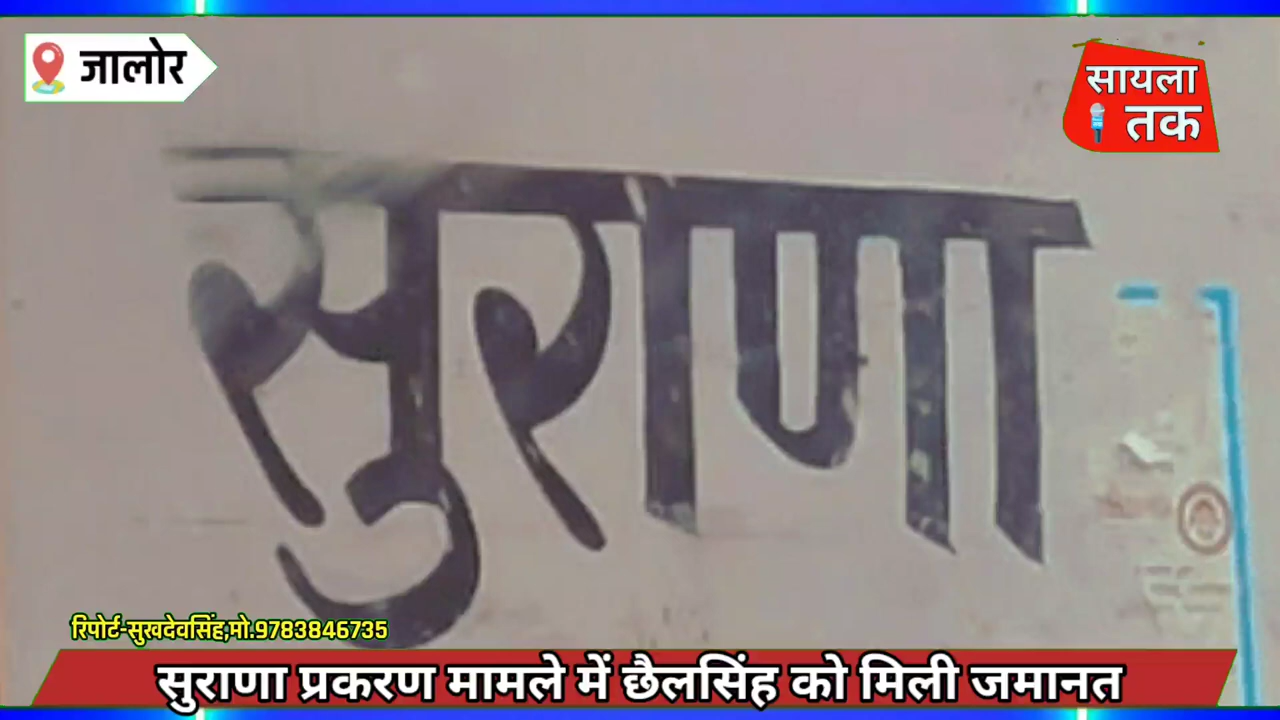 जालोर
सायला
तक
सुराणा
रिपोर्ट-सुखदेवसिंह,मो.9783846735
सुराणा प्रकरण मामले में छैलसिंह को मिली जमानत